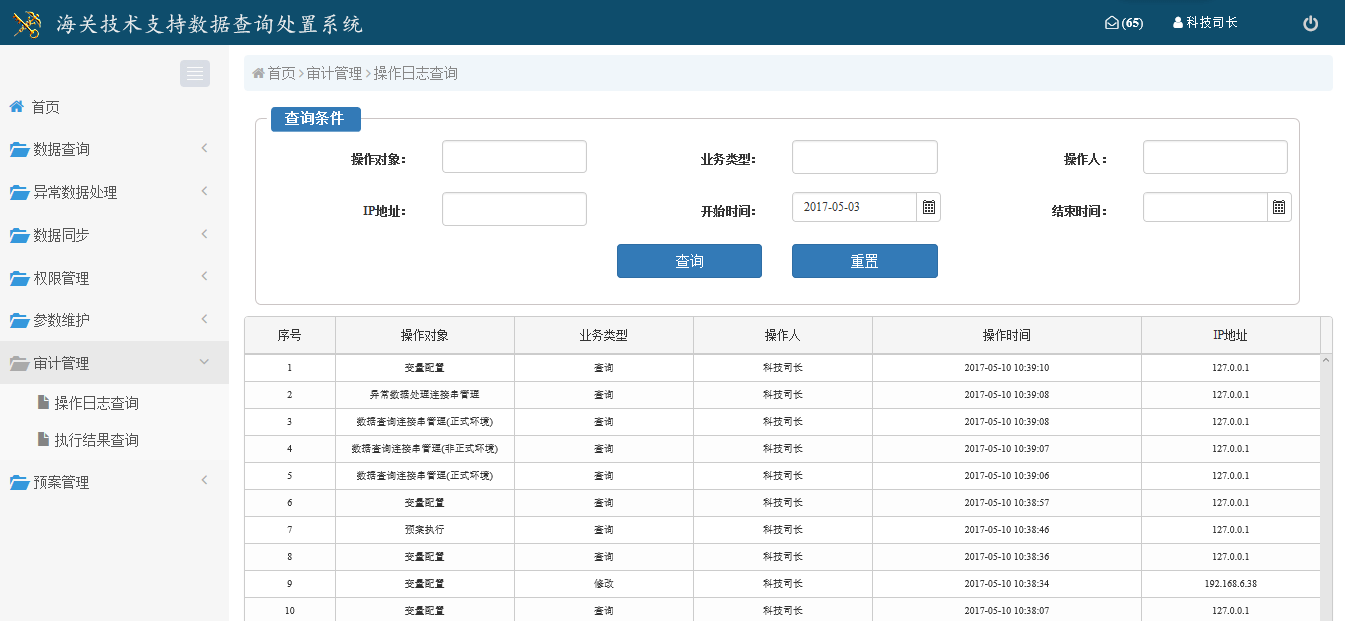 海关技术支持数据查询处置系统 (65) 科技司长
首页
数据查询
异常数据处理
数据同步
权限管理
参数维护
审计管理
操作日志查询
执行结果查询
预案管理
首页 > 审计管理 > 操作日志查询
查询条件
操作对象: 业务类型: 操作人:
IP地址: 开始时间: 2017-05-03 结束时间:
查询 重置
序号 操作对象 业务类型 操作人 操作时间 IP地址
1 变量配置 查询 科技司长 2017-05-10 10:39:10 127.0.0.1
2 异常数据处理连接串管理 查询 科技司长 2017-05-10 10:39:08 127.0.0.1
3 数据查询连接串管理(正式环境) 查询 科技司长 2017-05-10 10:39:08 127.0.0.1
4 数据查询连接串管理(非正式环境) 查询 科技司长 2017-05-10 10:39:07 127.0.0.1
5 数据查询连接串管理(正式环境) 查询 科技司长 2017-05-10 10:39:06 127.0.0.1
6 变量配置 查询 科技司长 2017-05-10 10:38:57 127.0.0.1
7 预案执行 查询 科技司长 2017-05-10 10:38:46 127.0.0.1
8 变量配置 查询 科技司长 2017-05-10 10:38:36 127.0.0.1
9 变量配置 修改 科技司长 2017-05-10 10:38:34 192.168.6.38
10 变量配置 查询 科技司长 2017-05-10 10:38:07 127.0.0.1